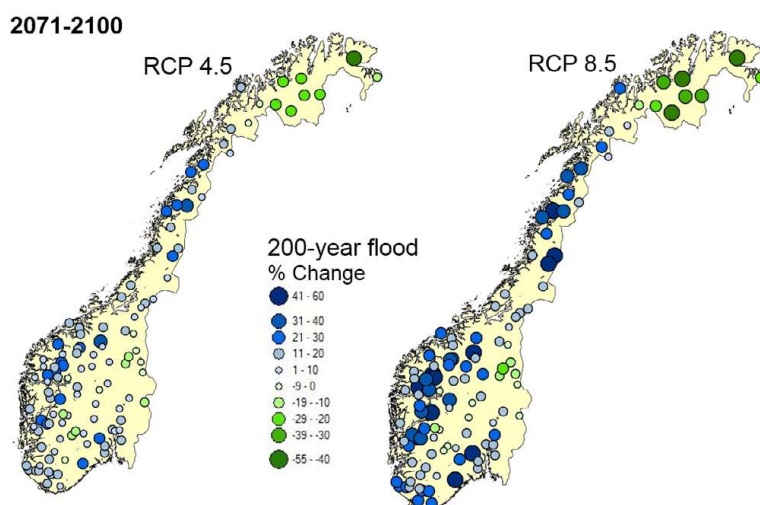 2071-2100
RCP 4.5
RCP 8.5
200-year flood
% Change
41 - 60
31 - 40
21 - 30
11 - 20
1 - 10
-9 - 0
-19 - -10
-29 - -20
-39 - -30
-55 - -40